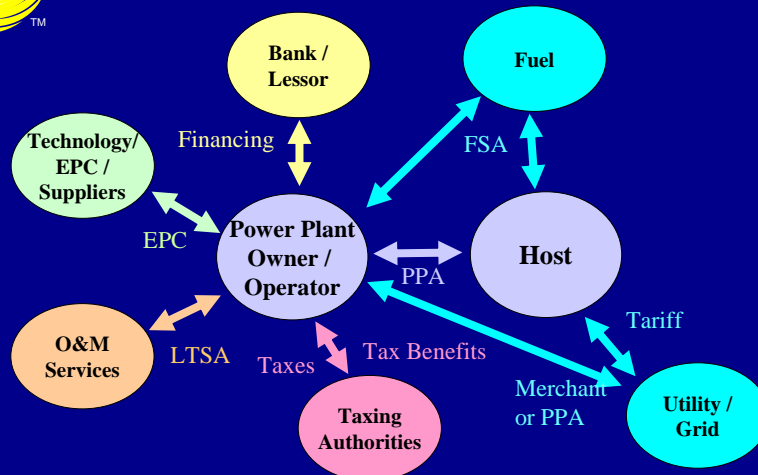 TM
Bank /
Lessor
Fuel
Technology/
EPC /
Suppliers
Financing
FSA
EPC
Power Plant
Owner /
Operator
PPA
Host
O&M
Services
LTSA
Taxes
Tax Benefits
Tariff
Merchant
or PPA
Taxing
Authorities
Utility /
Grid